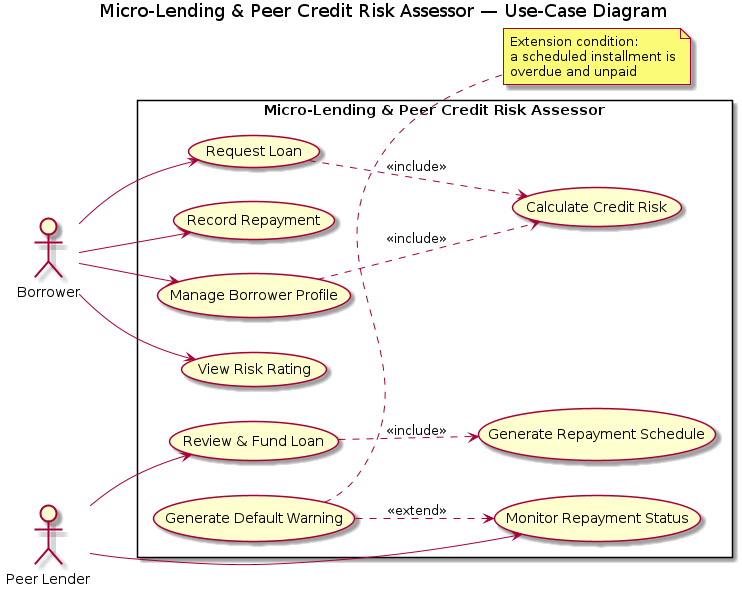 Micro-Lending & Peer Credit Risk Assessor — Use-Case Diagram
Extension condition:
a scheduled installment is
overdue and unpaid
Micro-Lending & Peer Credit Risk Assessor
Request Loan
«include»
Calculate Credit Risk
Record Repayment
«include»
Borrower
Manage Borrower Profile
View Risk Rating
Review & Fund Loan
«include»
Generate Repayment Schedule
Generate Default Warning
«extend»
Monitor Repayment Status
Peer Lender